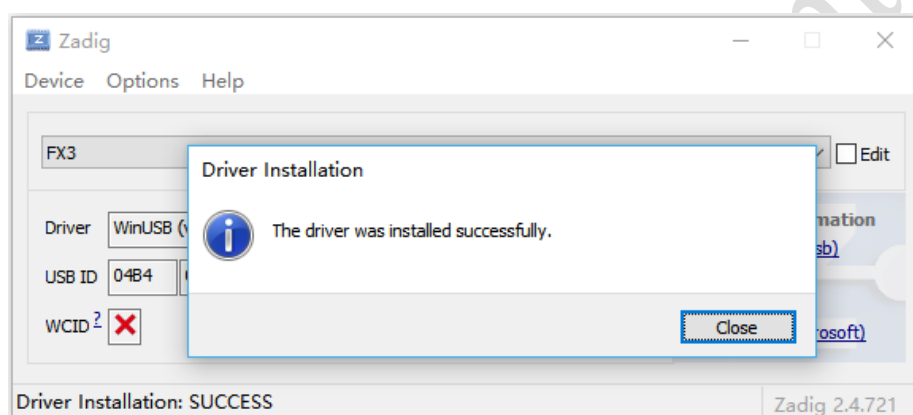 Zadig
Device Options Help
FX3
Edit
Driver Installation
The driver was installed successfully.
Driver WinUSB
USB ID 04B4
WCID ?
Close
Driver Installation: SUCCESS
Zadig 2.4.721